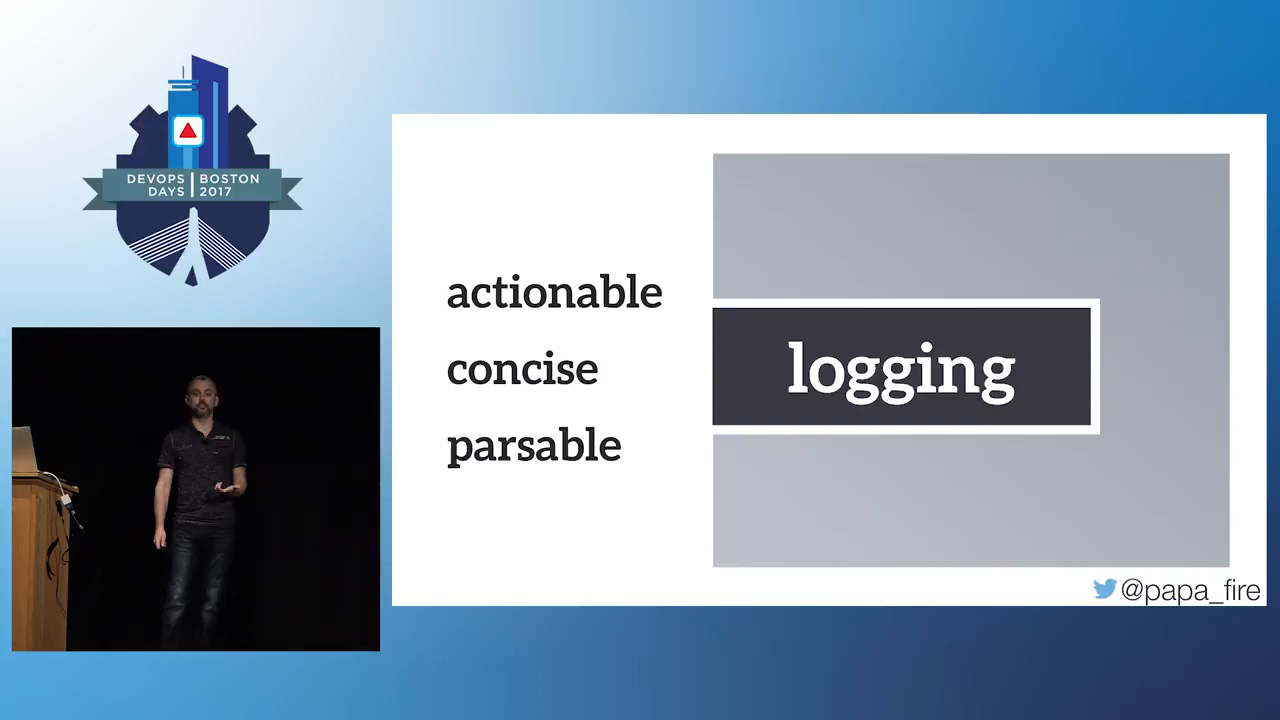 DEVOPS BOSTON
DAYS 2017
actionable
concise
parsable
logging
@papa_fire